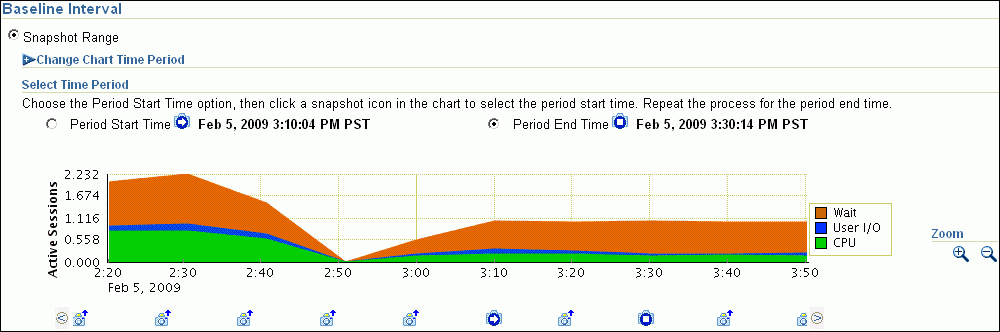 Baseline Interval
Snapshot Range
Change Chart Time Period
Select Time Period
Choose the Period Start Time option, then click a snapshot icon in the chart to select the period start time. Repeat the process for the period end time.
Period Start Time Feb 5, 2009 3:10:04 PM PST Period End Time Feb 5, 2009 3:30:14 PM PST
Active Sessions
2.232
1.674
1.116
0.558
0.000
2:20 2:30 2:40 2:50 3:00 3:10 3:20 3:30 3:40 3:50
Feb 5, 2009
Wait
User I/O
CPU
Zoom